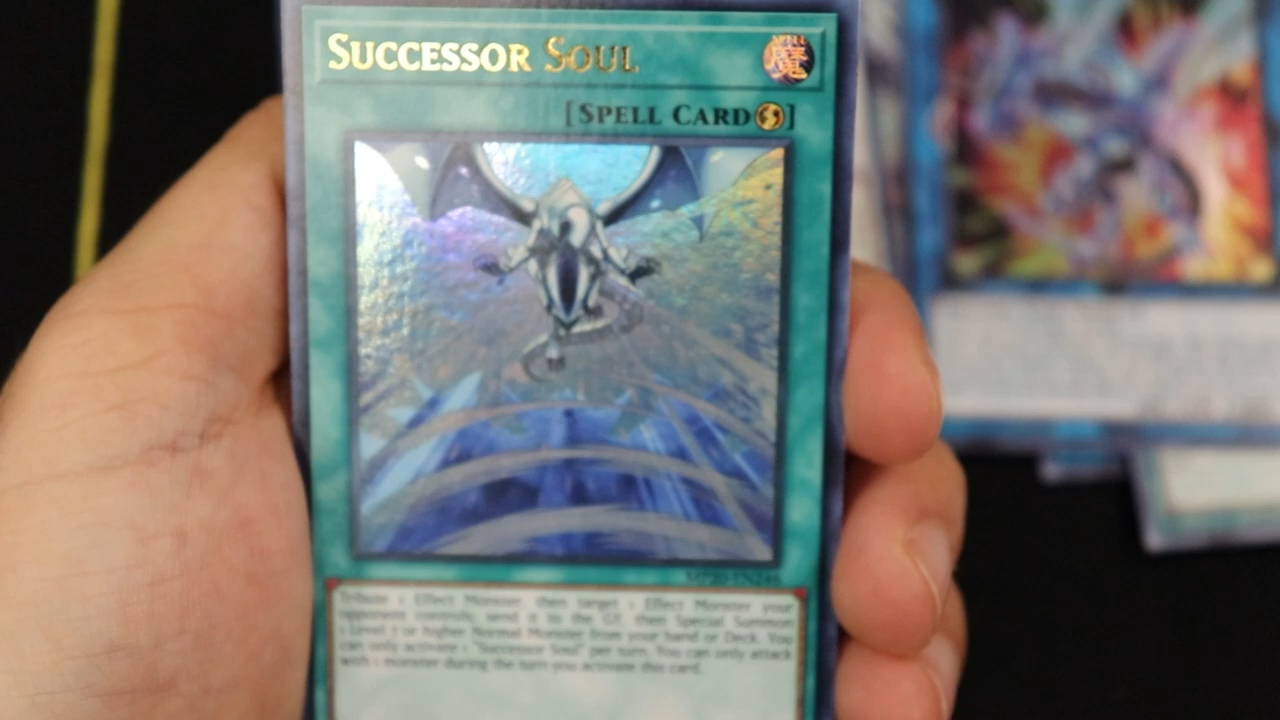 SUCCESSOR SOUL
魔
[SPELL CARD]
MP20-EN246
Tribute 1 Effect Monster, then target 1 Effect Monster your
opponent controls; send it to the GY, then Special Summon
1 Level 7 or higher Normal Monster from your hand or Deck. You
can only activate 1 "Successor Soul" per turn. You can only attack
with 1 monster during the turn you activate this card.